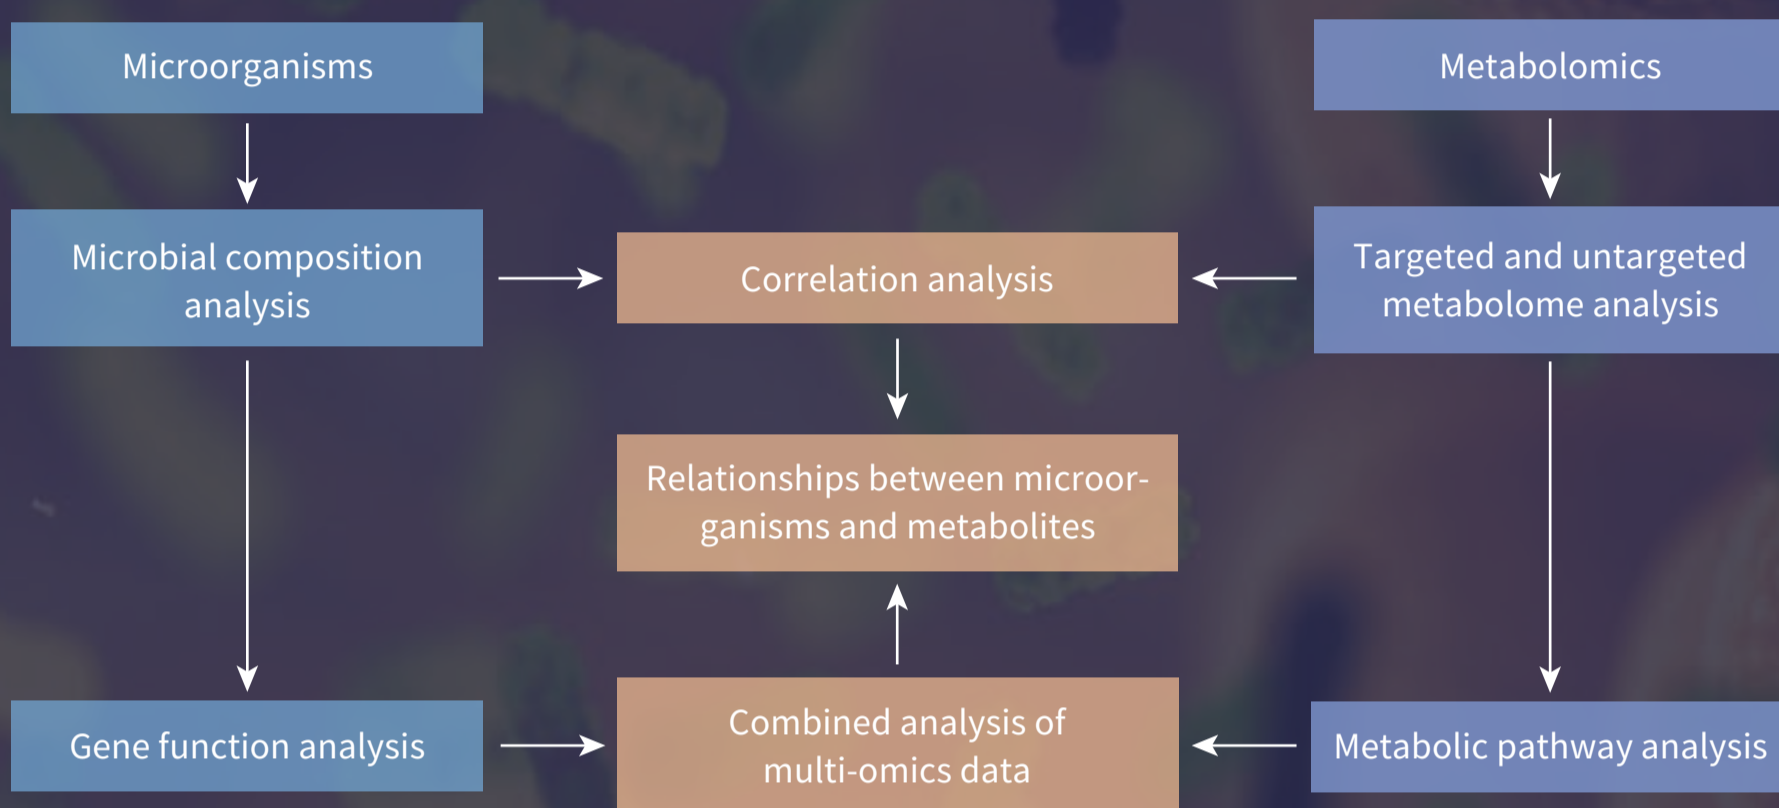 Microorganisms
Metabolomics
Microbial composition
analysis
Correlation analysis
Targeted and untargeted
metabolome analysis
Relationships between microor-
ganisms and metabolites
Gene function analysis
Combined analysis of
multi-omics data
Metabolic pathway analysis